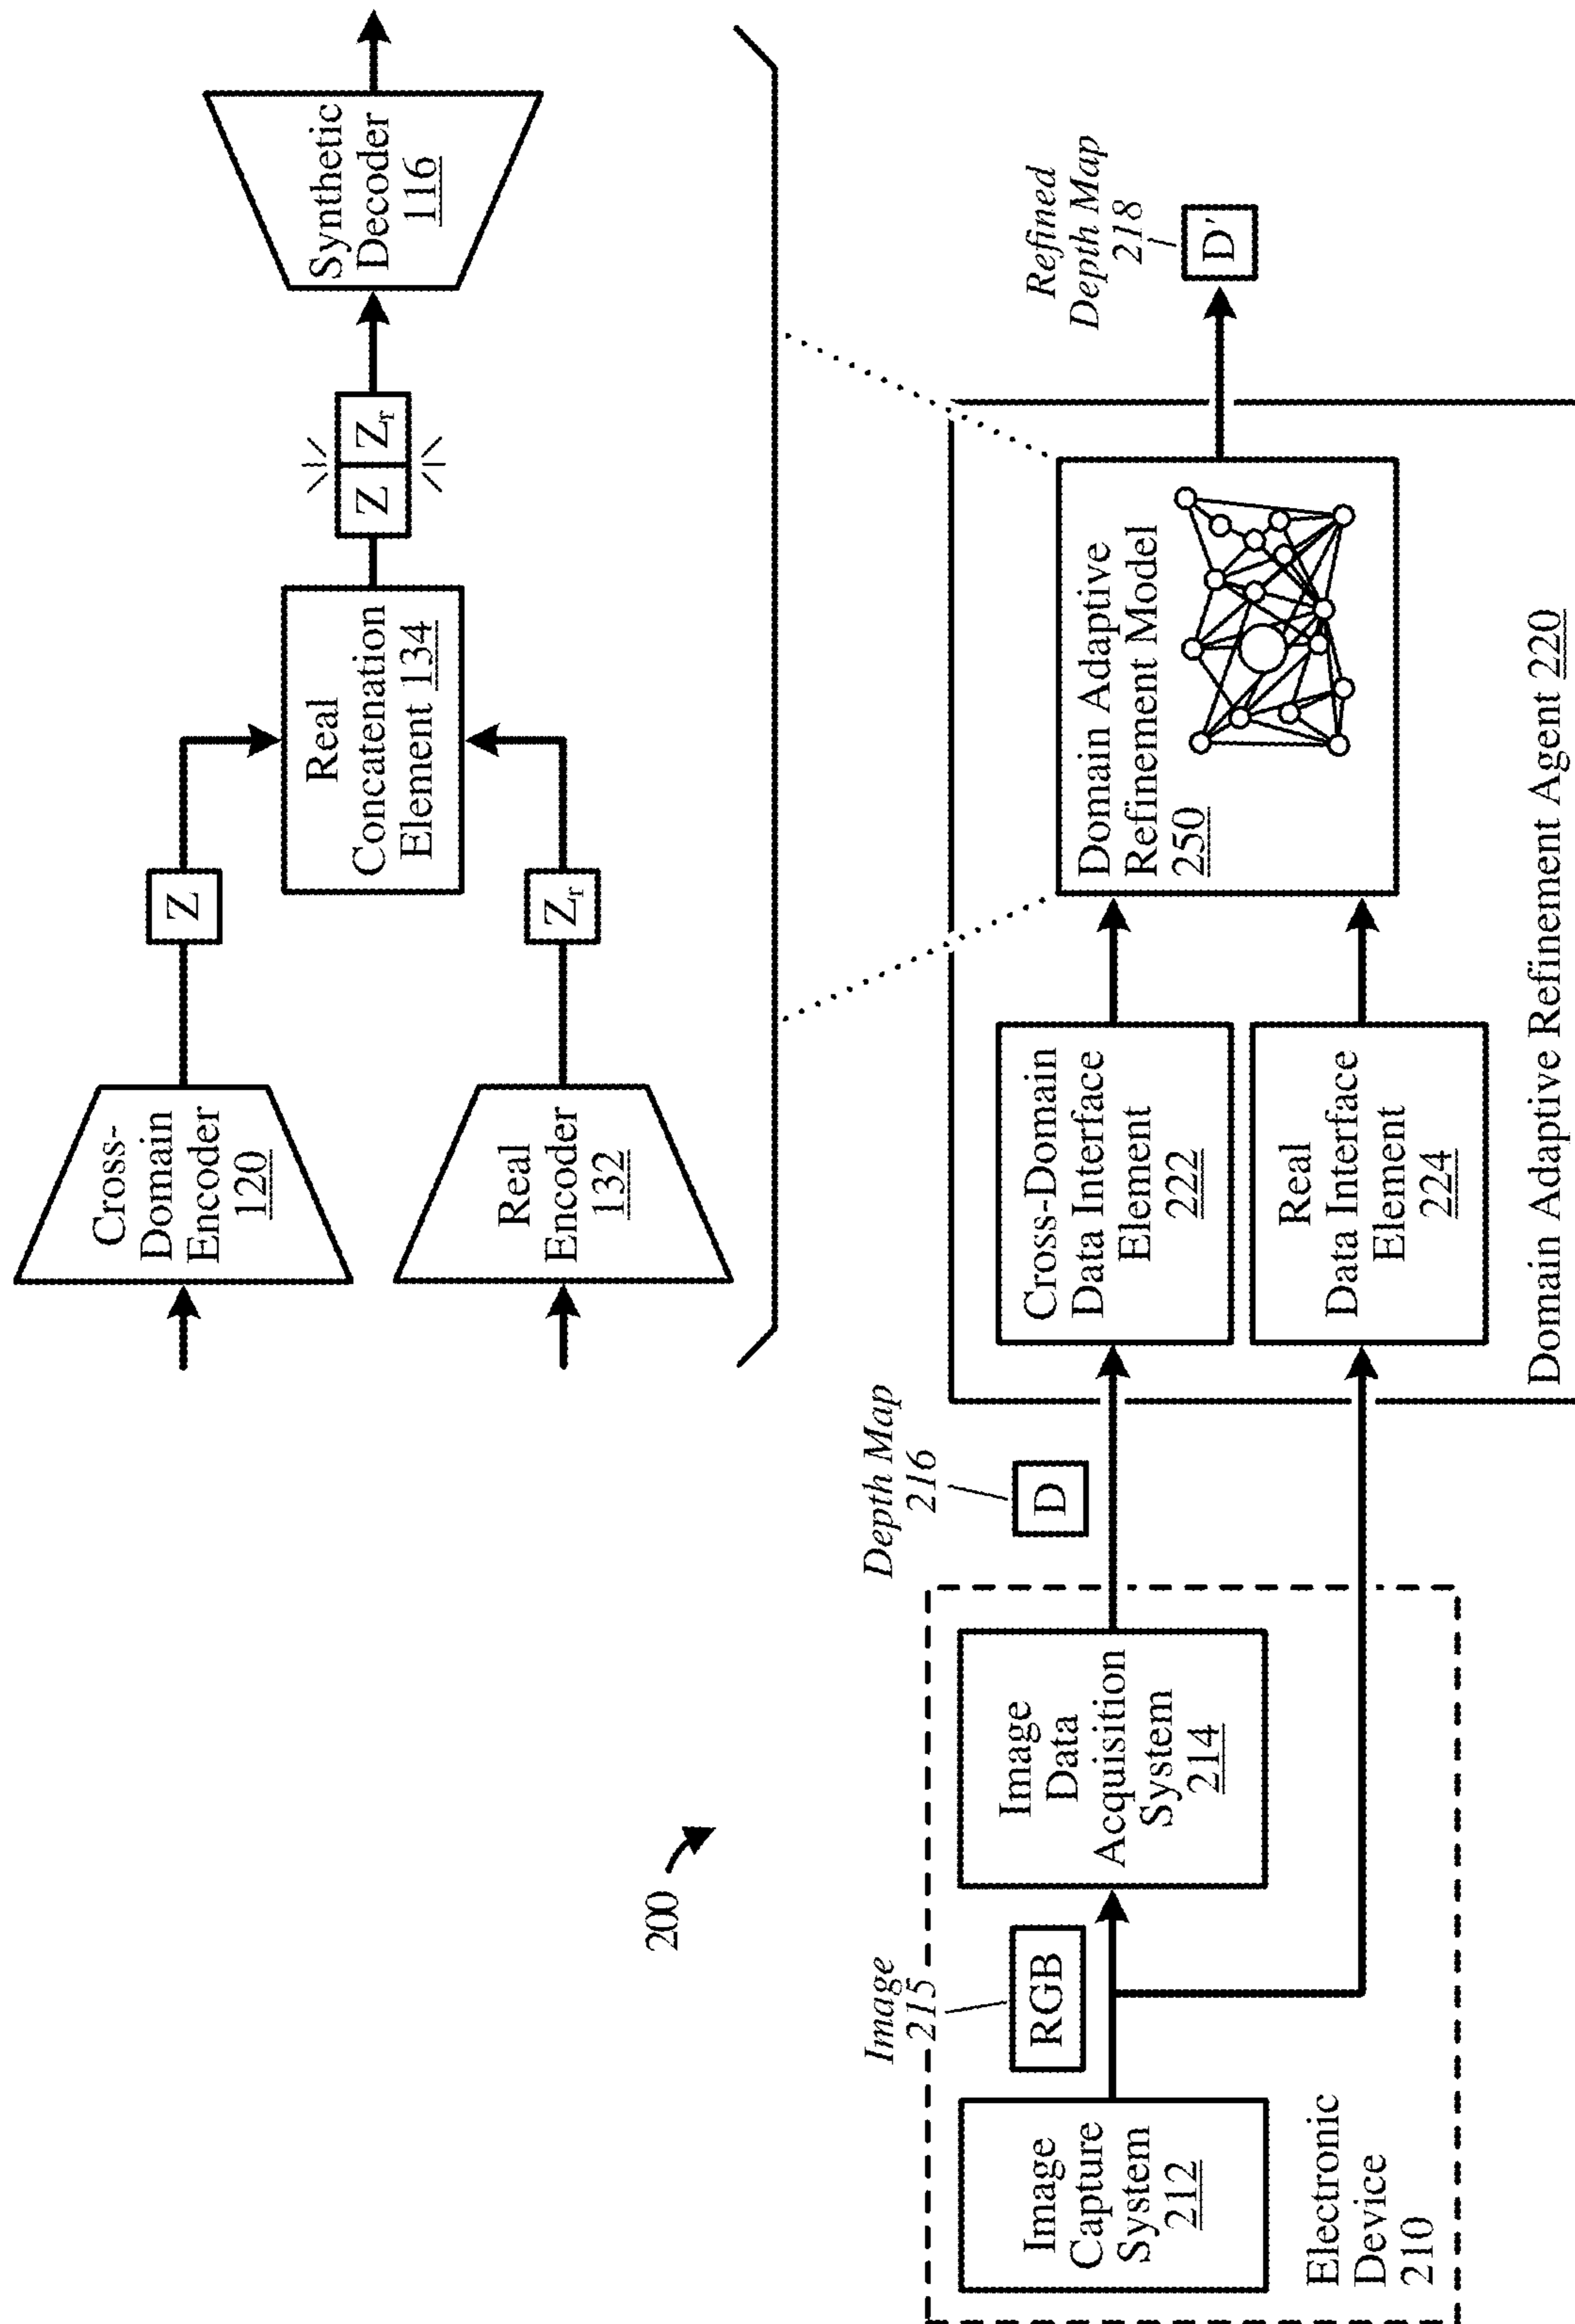 Cross-
Domain
Encoder
120
Z
Real
Encoder
132
Zr
Real
Concatenation
Element 134
Z Zr
Synthetic
Decoder
116
200
Image
Capture
System
212
Image
215
RGB
Image
Data
Acquisition
System
214
Electronic
Device
210
Depth Map
216
D
Cross-Domain
Data Interface
Element
222
Real
Data Interface
Element
224
Domain Adaptive
Refinement Model
250
Domain Adaptive Refinement Agent 220
Refined
Depth Map
218
D'